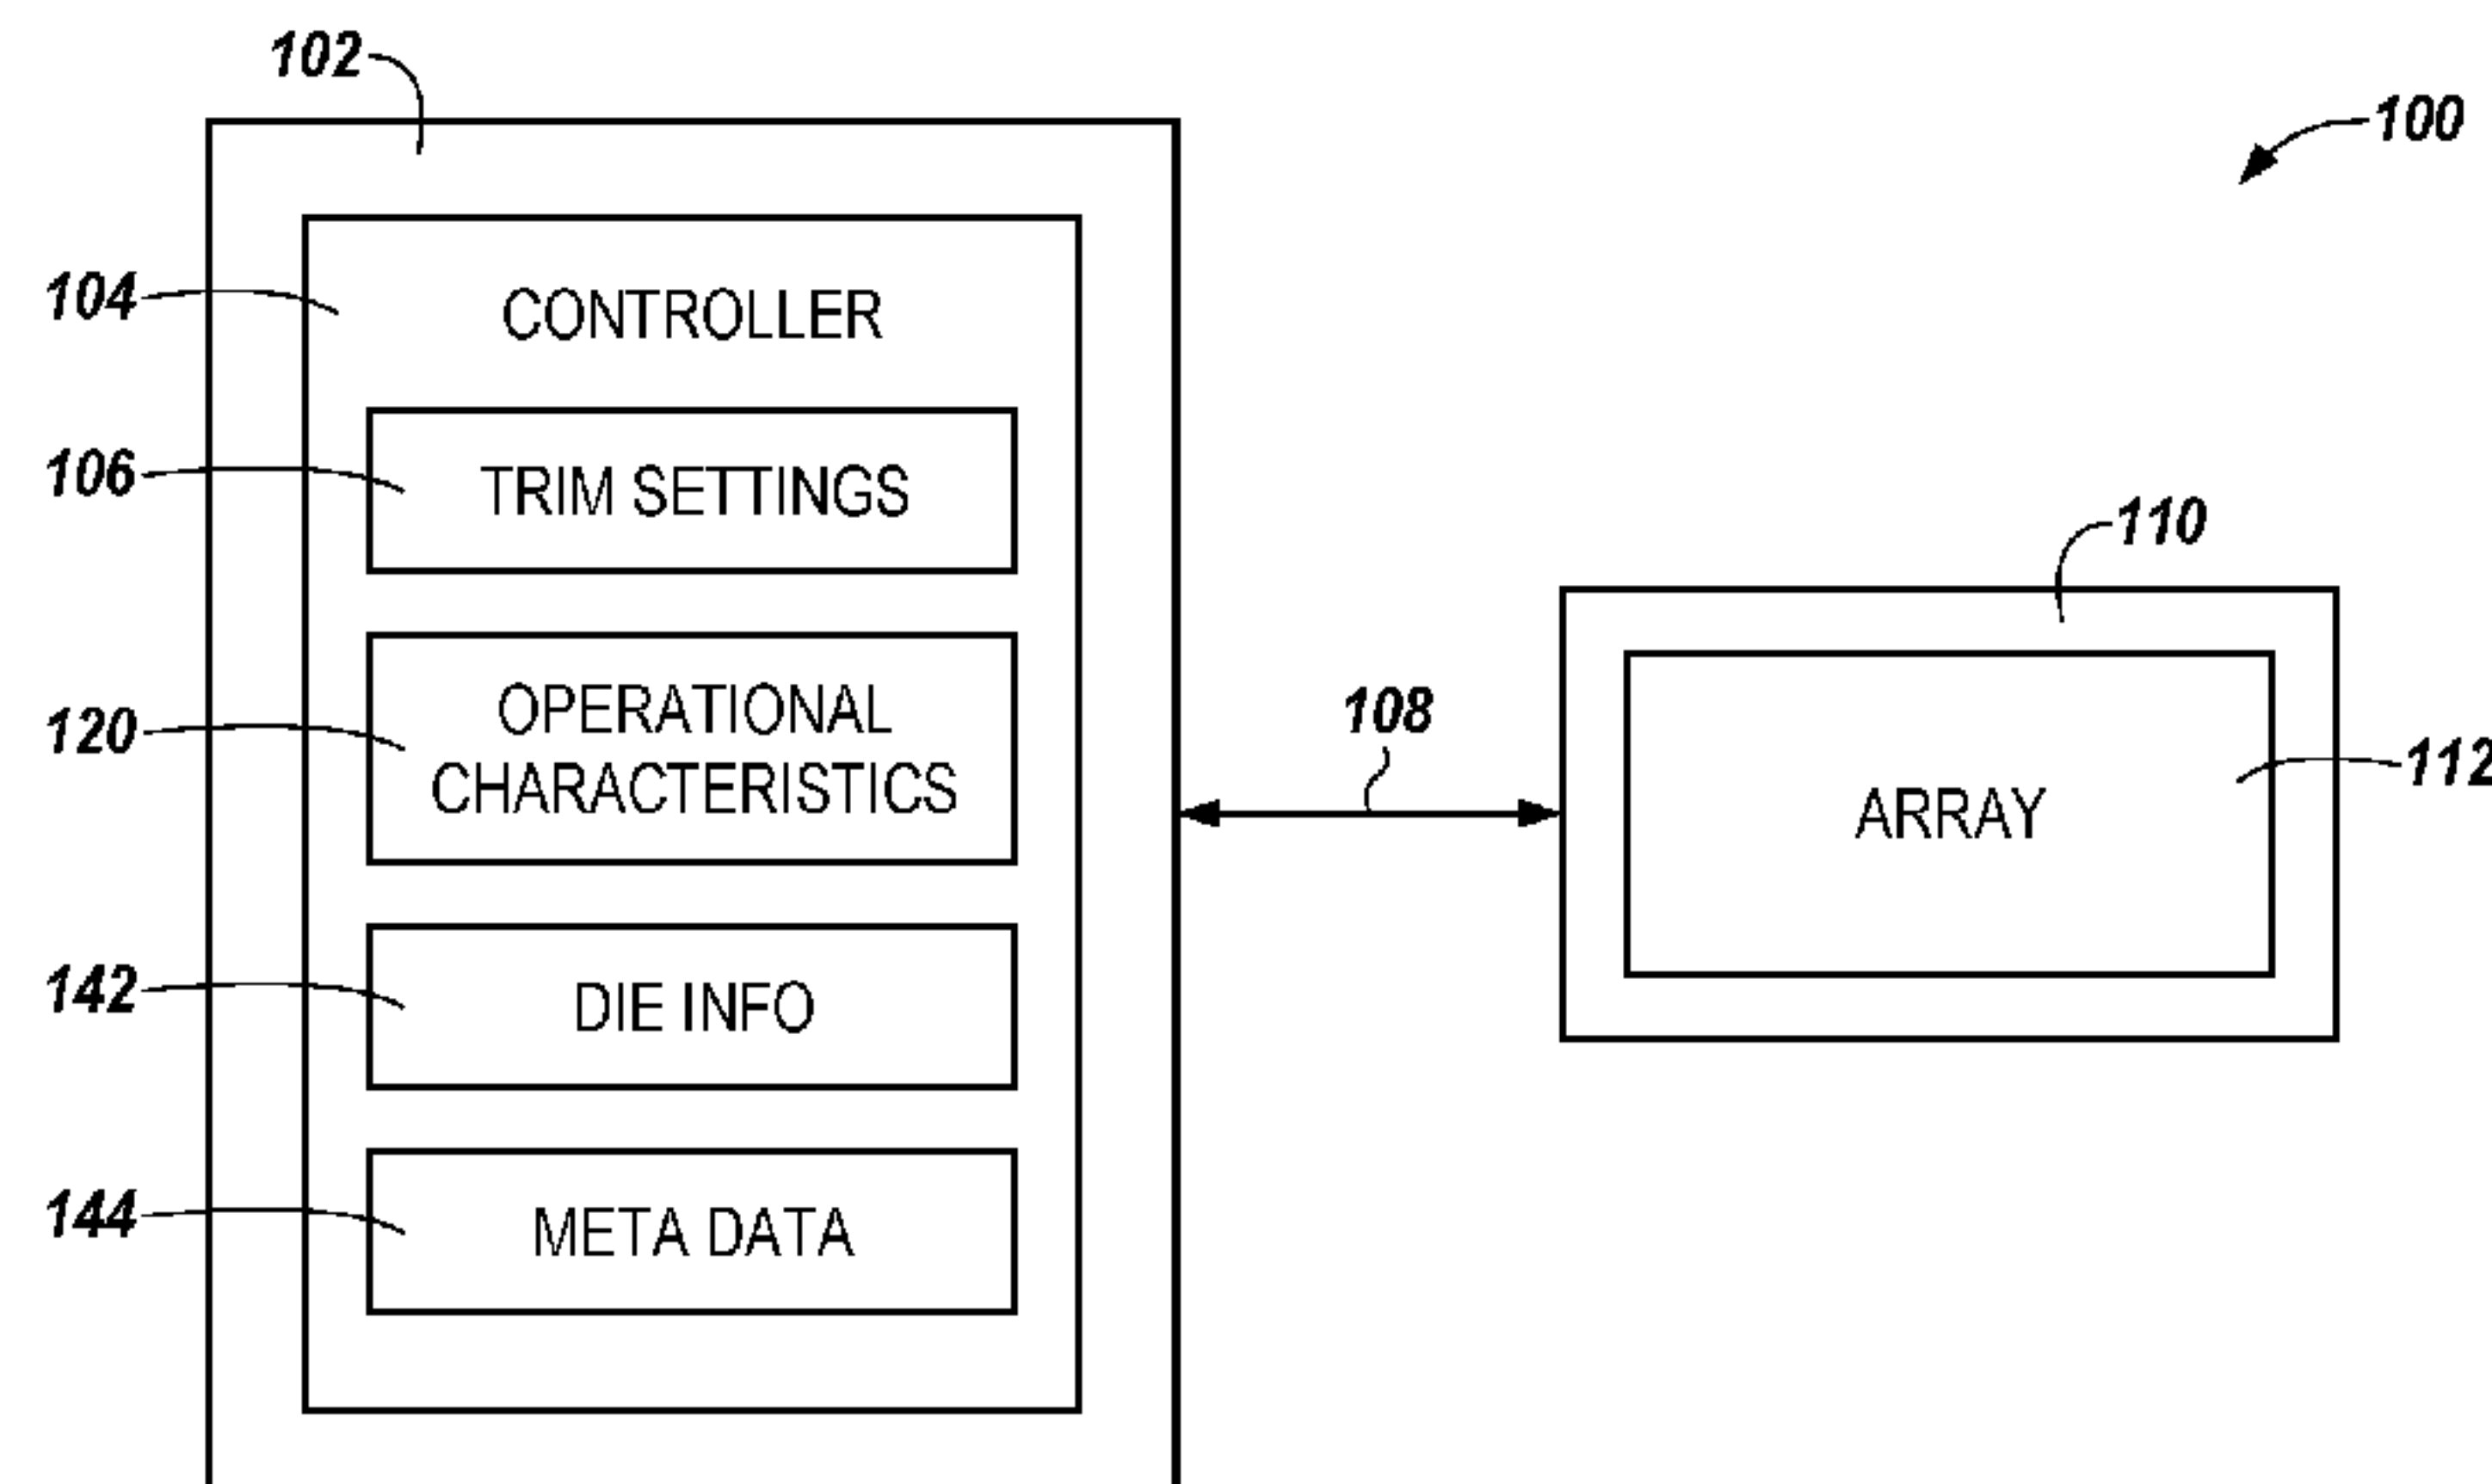 102
100
104
CONTROLLER
106
TRIM SETTINGS
110
120
OPERATIONAL
CHARACTERISTICS
108
112
ARRAY
142
DIE INFO
144
META DATA